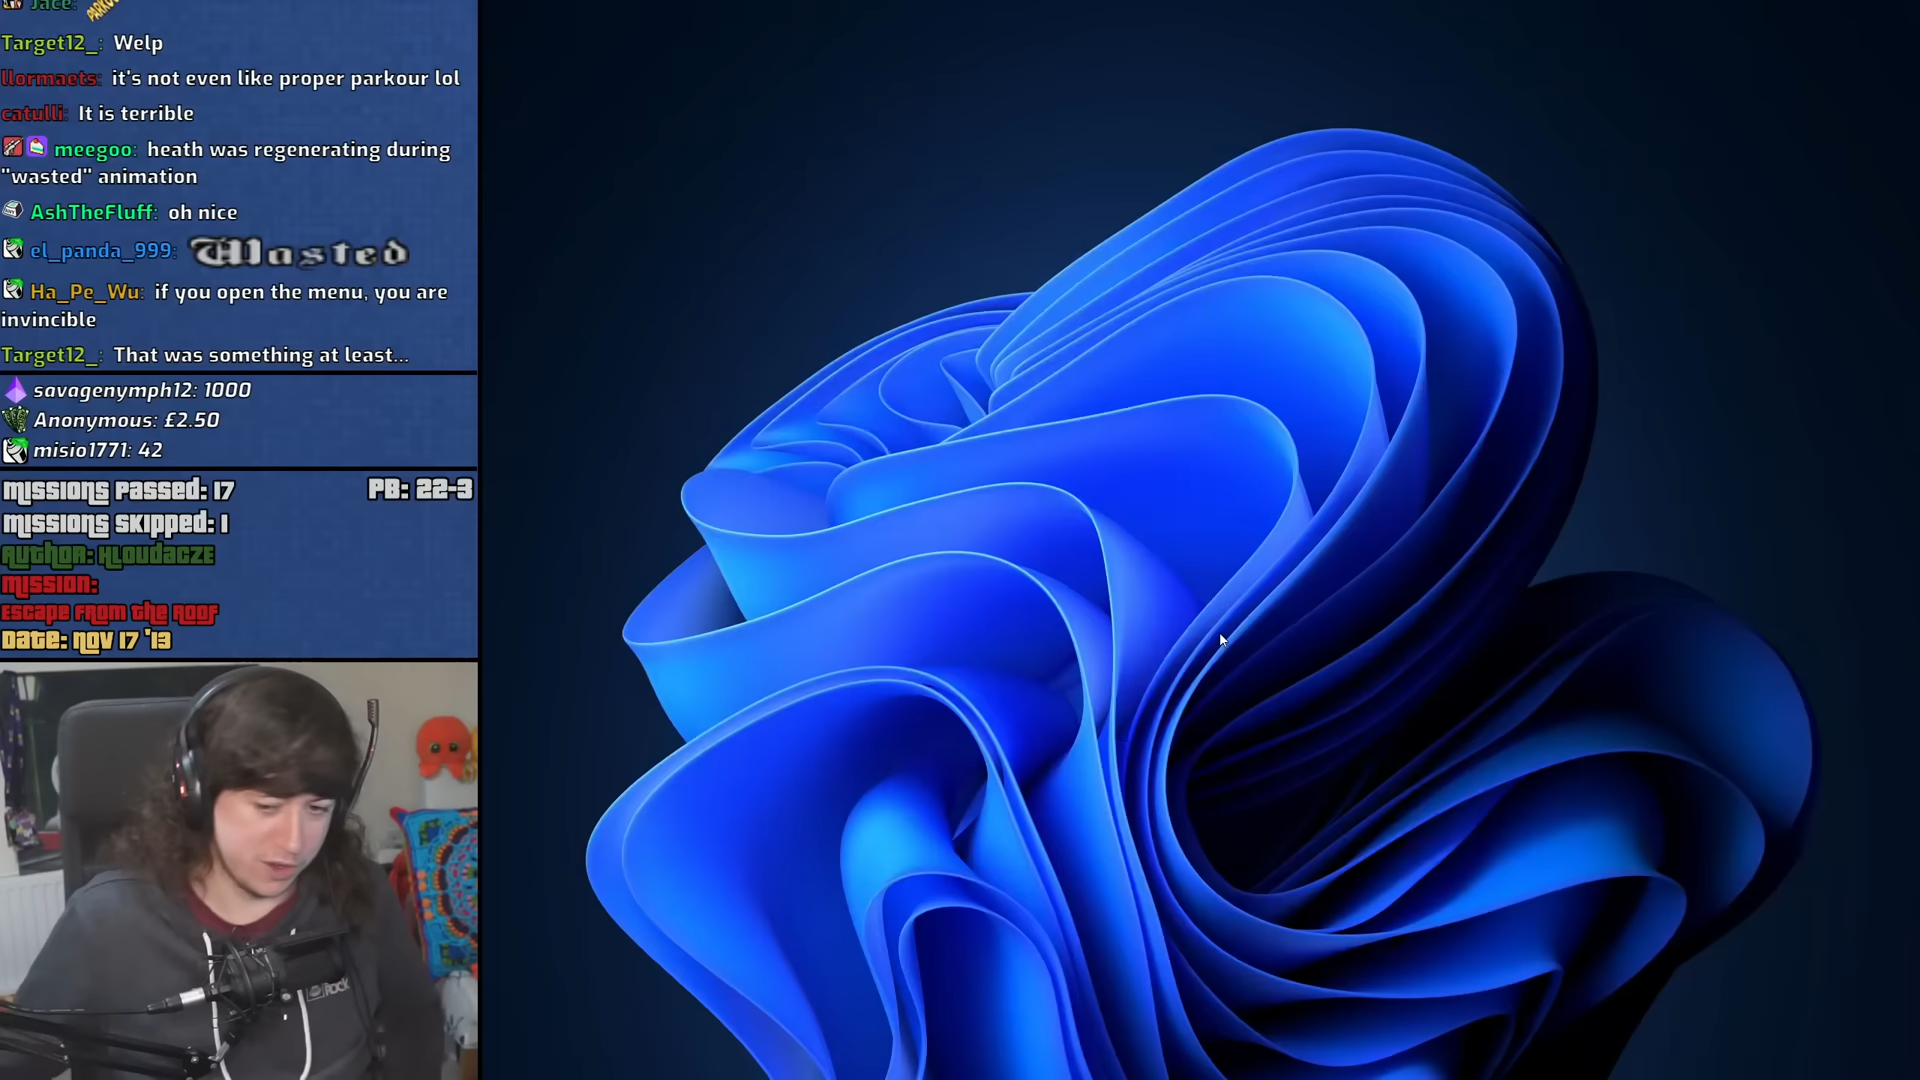 Jace:
Target12_: Welp
llormaets: it's not even like proper parkour lol
catulli: It is terrible
meegoo: heath was regenerating during
"wasted" animation
AshTheFluff: oh nice
el_panda_999: Wasted
Ha_Pe_Wu: if you open the menu, you are
invincible
Target12_: That was something at least...
savagenymph12: 1000
Anonymous: £2.50
misio1771: 42
Missions Passed: 17 PB: 22-3
Missions Skipped: 1
Author: Hloudacze
Mission:
Escape from the Roof
Date: Nov 17 '13
Rock